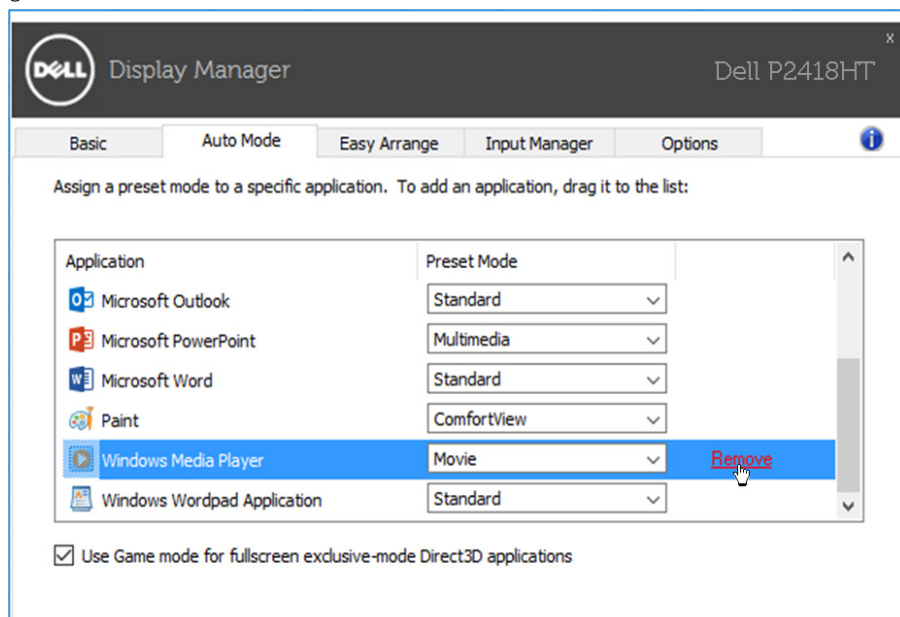 DELL Display Manager Dell P2418HT x
Basic Auto Mode Easy Arrange Input Manager Options
Assign a preset mode to a specific application. To add an application, drag it to the list:
Application Preset Mode
Microsoft Outlook Standard
Microsoft PowerPoint Multimedia
Microsoft Word Standard
Paint ComfortView
Windows Media Player Movie Remove
Windows Wordpad Application Standard
Use Game mode for fullscreen exclusive-mode Direct3D applications